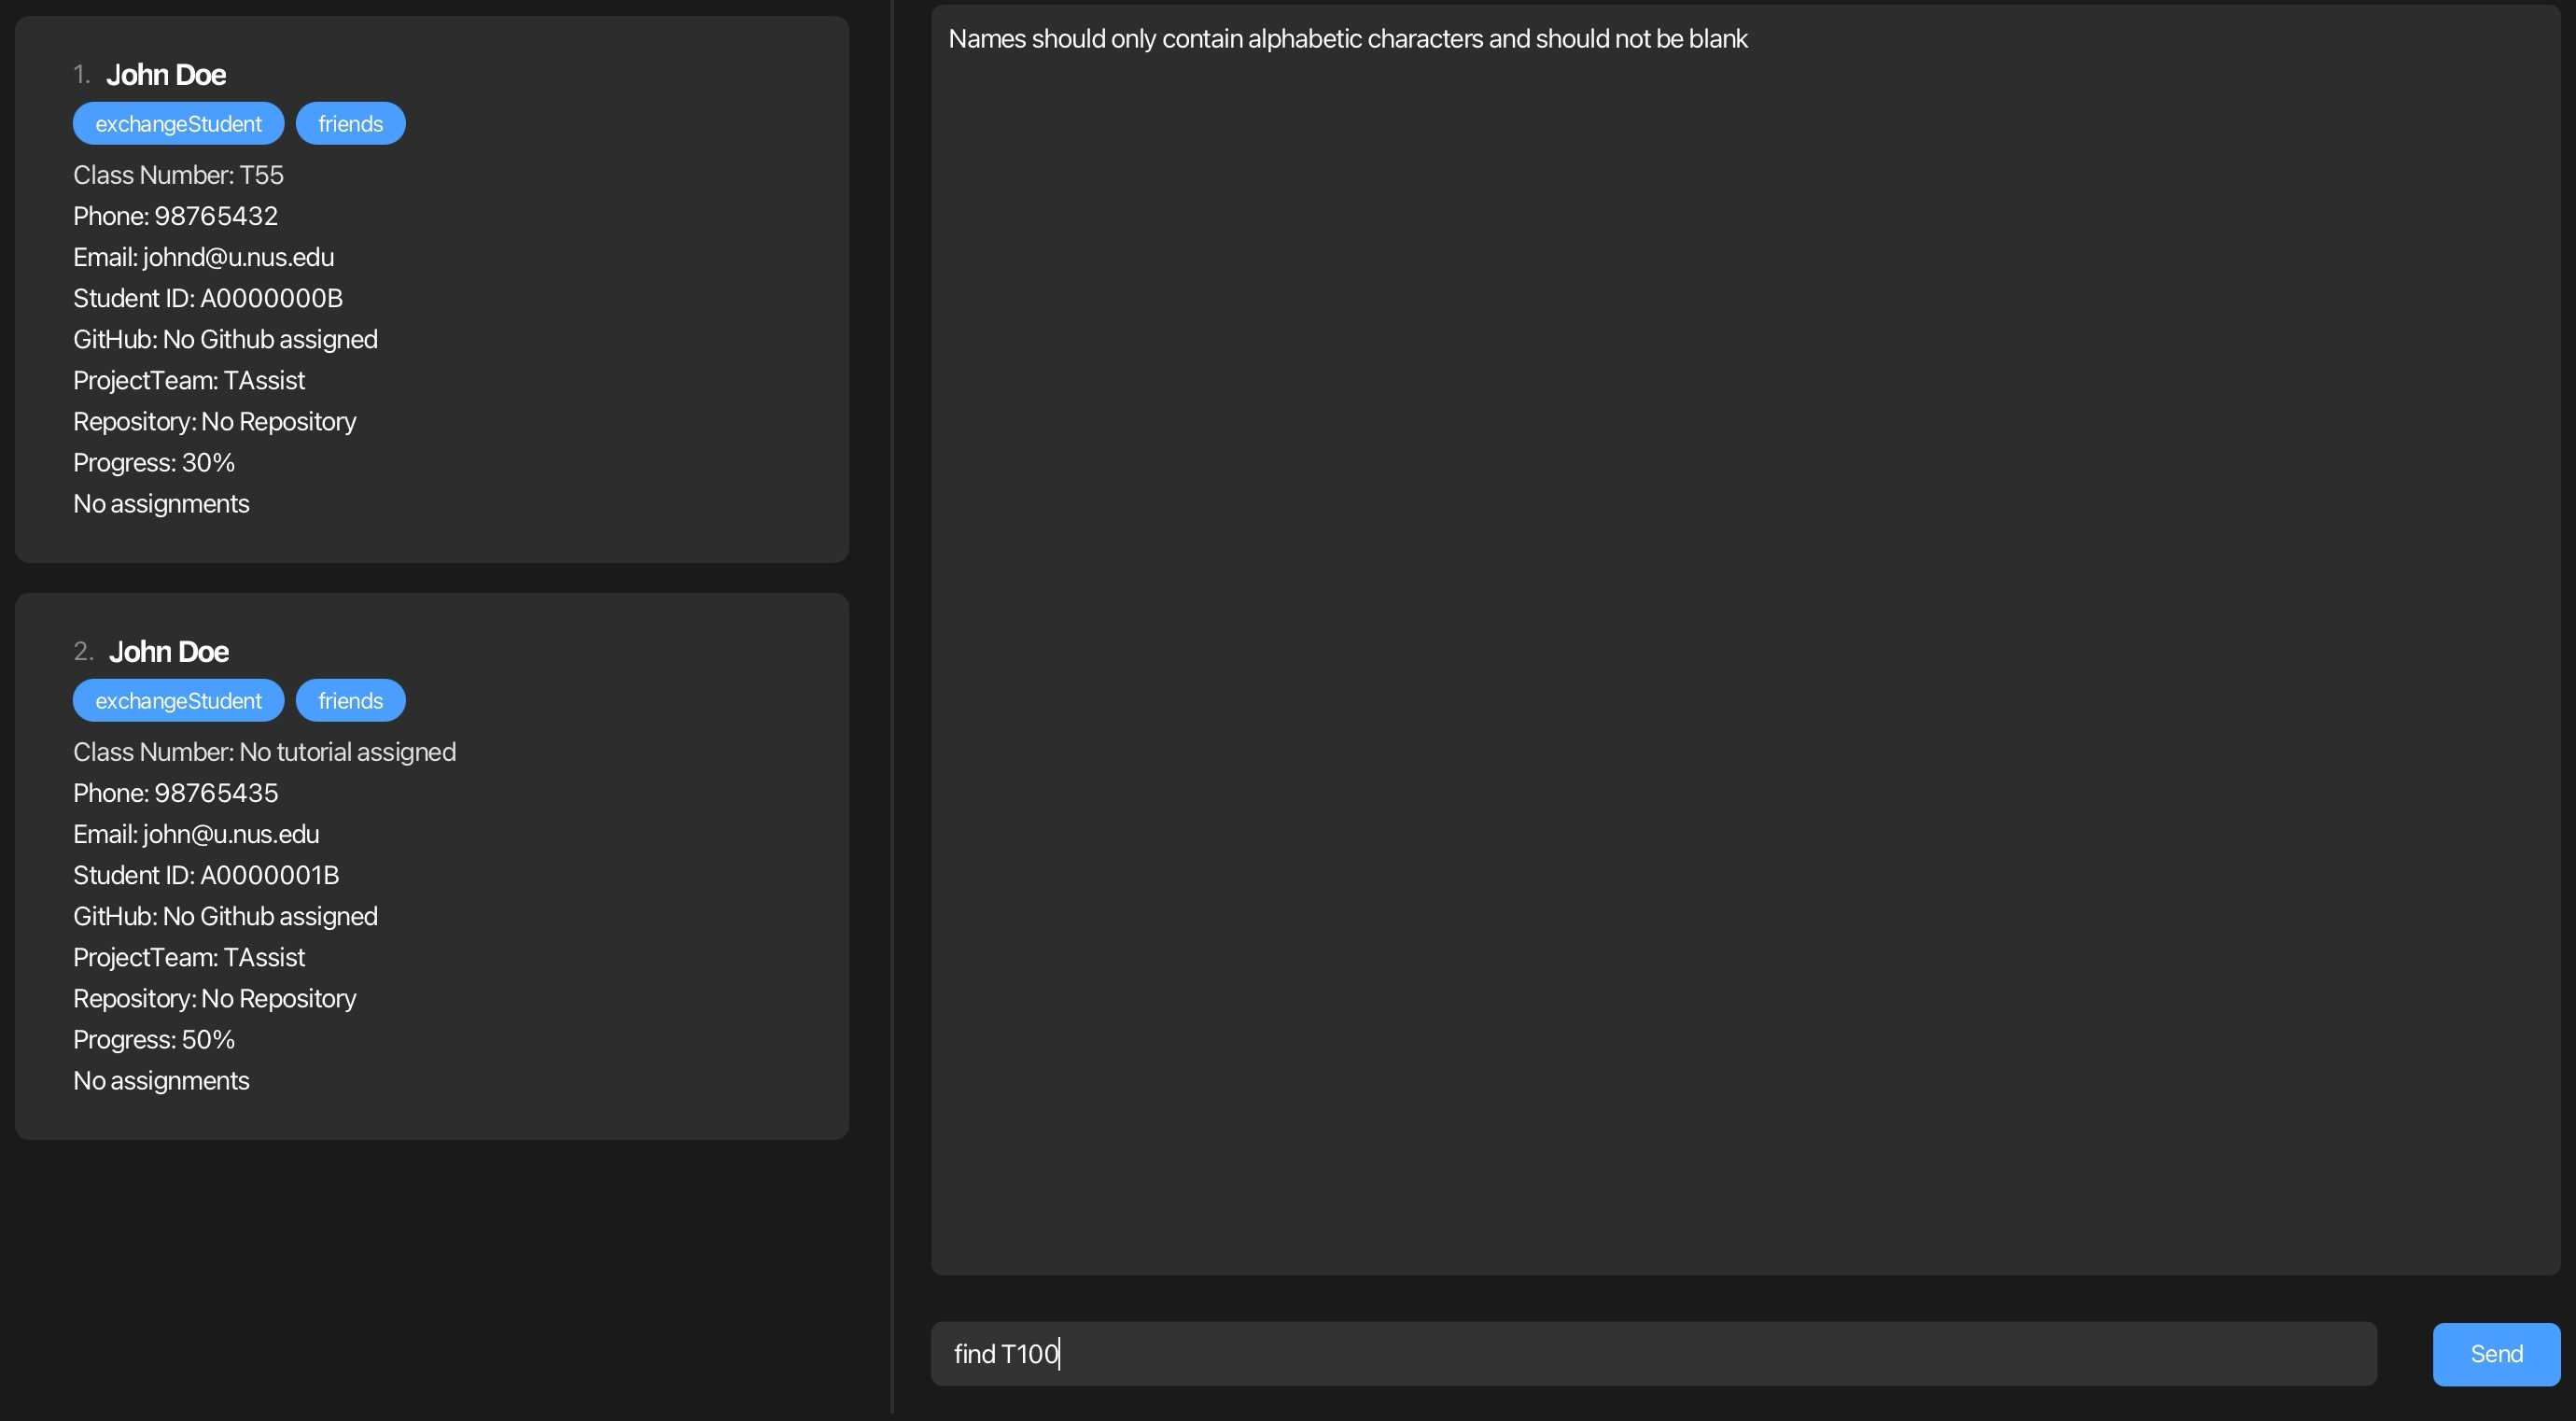 1. John Doe
exchangeStudent friends
Class Number: T55
Phone: 98765432
Email: johnd@u.nus.edu
Student ID: A0000000B
GitHub: No Github assigned
ProjectTeam: TAssist
Repository: No Repository
Progress: 30%
No assignments
2. John Doe
exchangeStudent friends
Class Number: No tutorial assigned
Phone: 98765435
Email: john@u.nus.edu
Student ID: A0000001B
GitHub: No Github assigned
ProjectTeam: TAssist
Repository: No Repository
Progress: 50%
No assignments
Names should only contain alphabetic characters and should not be blank
find T100
Send